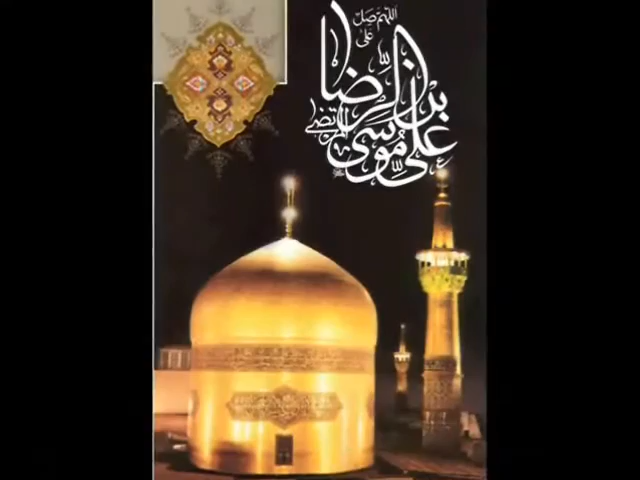 اللهم صل
علی
علی بن موسی الرضا المرتضی